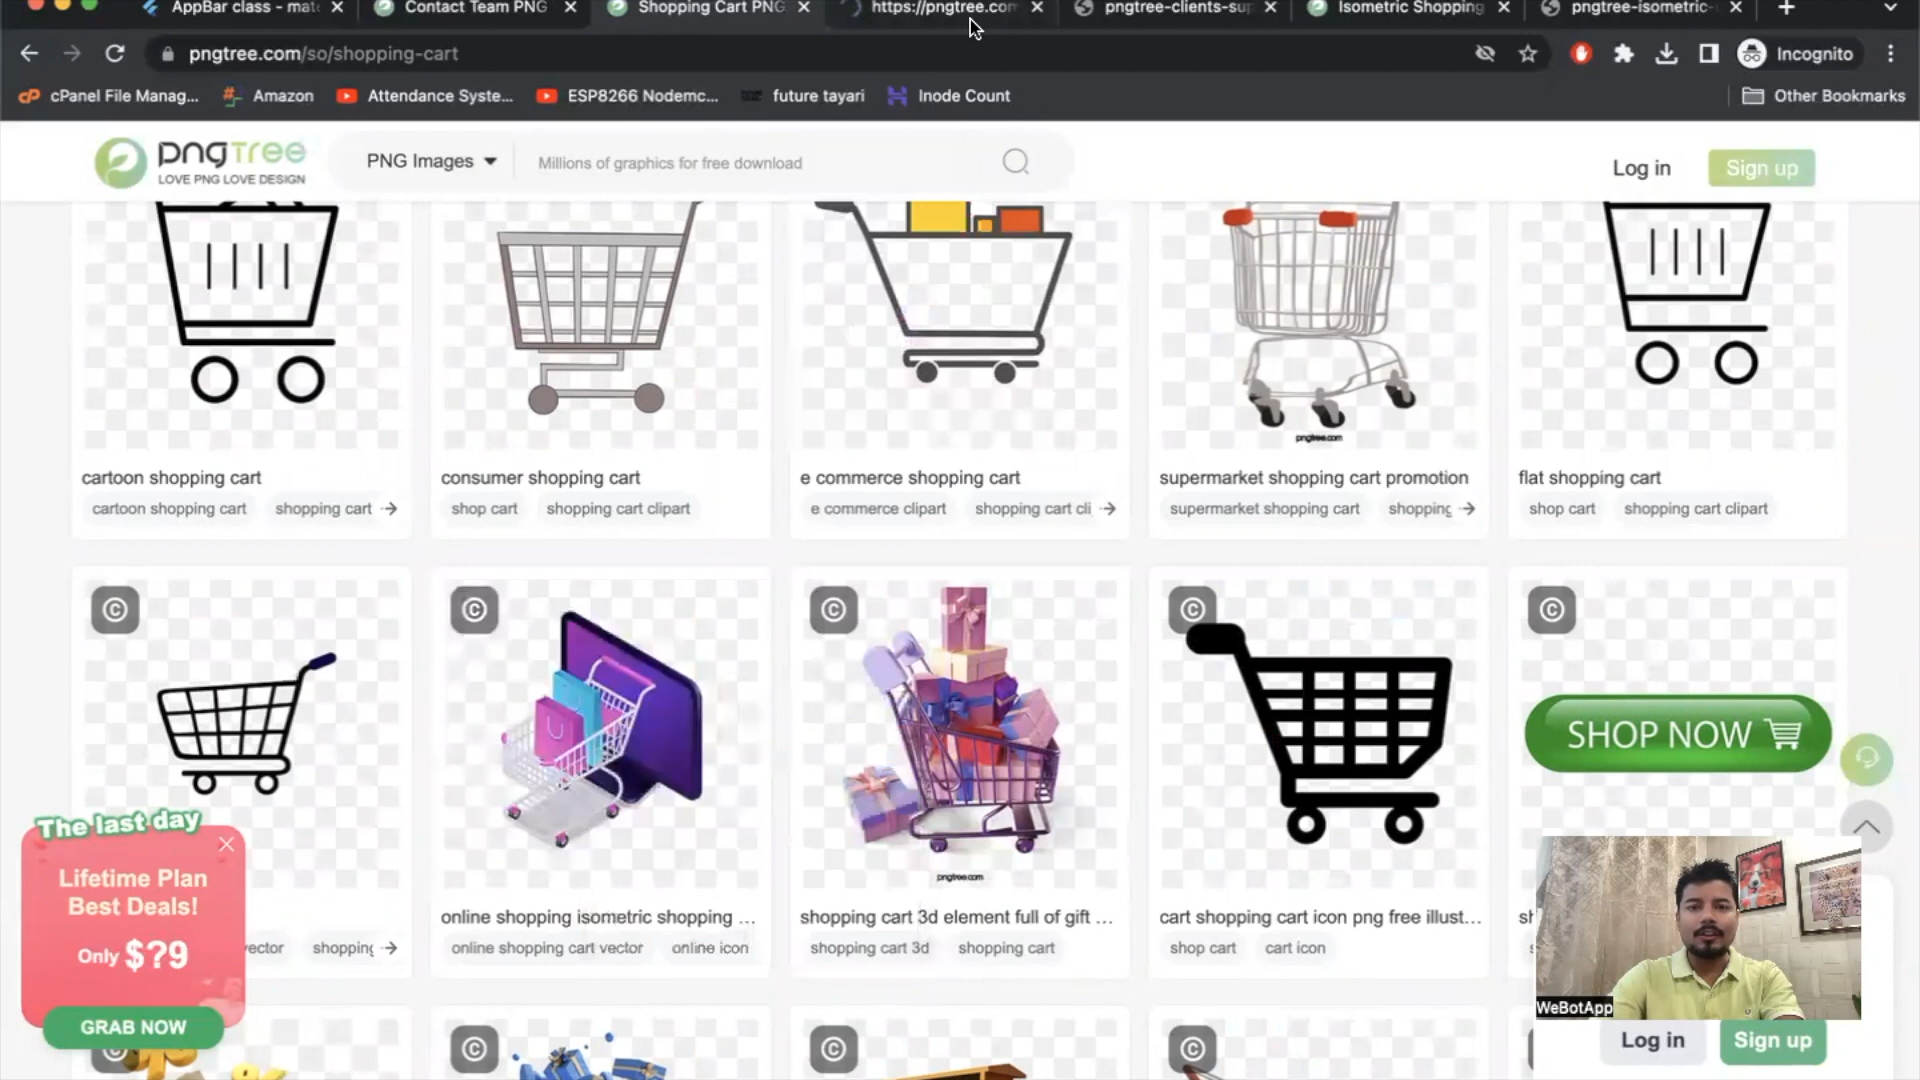 AppBar class - mat
Contact Team PNG
Shopping Cart PNG
https://pngtree.com
pngtree-clients-sup
Isometric Shopping
pngtree-isometric-
pngtree.com/so/shopping-cart
Incognito
cPanel File Manag...
Amazon
Attendance Syste...
ESP8266 Nodemc...
future tayari
Inode Count
Other Bookmarks
pngtree
LOVE PNG LOVE DESIGN
PNG Images
Millions of graphics for free download
Log in
Sign up
pngtree.com
cartoon shopping cart
consumer shopping cart
e commerce shopping cart
supermarket shopping cart promotion
flat shopping cart
cartoon shopping cart
shopping cart
shop cart
shopping cart clipart
e commerce clipart
shopping cart cli
supermarket shopping cart
shopping
shop cart
shopping cart clipart
SHOP NOW
The last day
Lifetime Plan
Best Deals!
Only $?9
GRAB NOW
pngtree.com
online shopping isometric shopping ...
shopping cart 3d element full of gift ...
cart shopping cart icon png free illust...
sh
vector
shopping
online shopping cart vector
online icon
shopping cart 3d
shopping cart
shop cart
cart icon
WeBotApp
Log in
Sign up